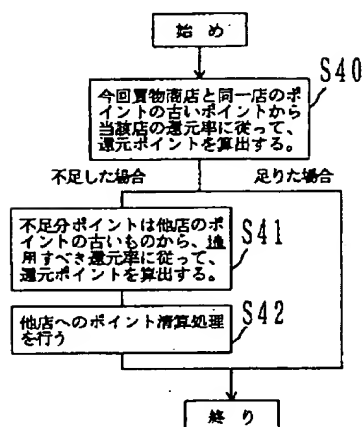 始 め
S40
今回買物商店と同一店のポ
イントの古いポイントから
当該店の還元率に従って、
還元ポイントを算出する。
不足した場合
足りた場合
不足分ポイントは他店のポ
イントの古いものから、適
用すべき還元率に従って、
還元ポイントを算出する。
S41
他店へのポイント清算処理
を行う
S42
終 り